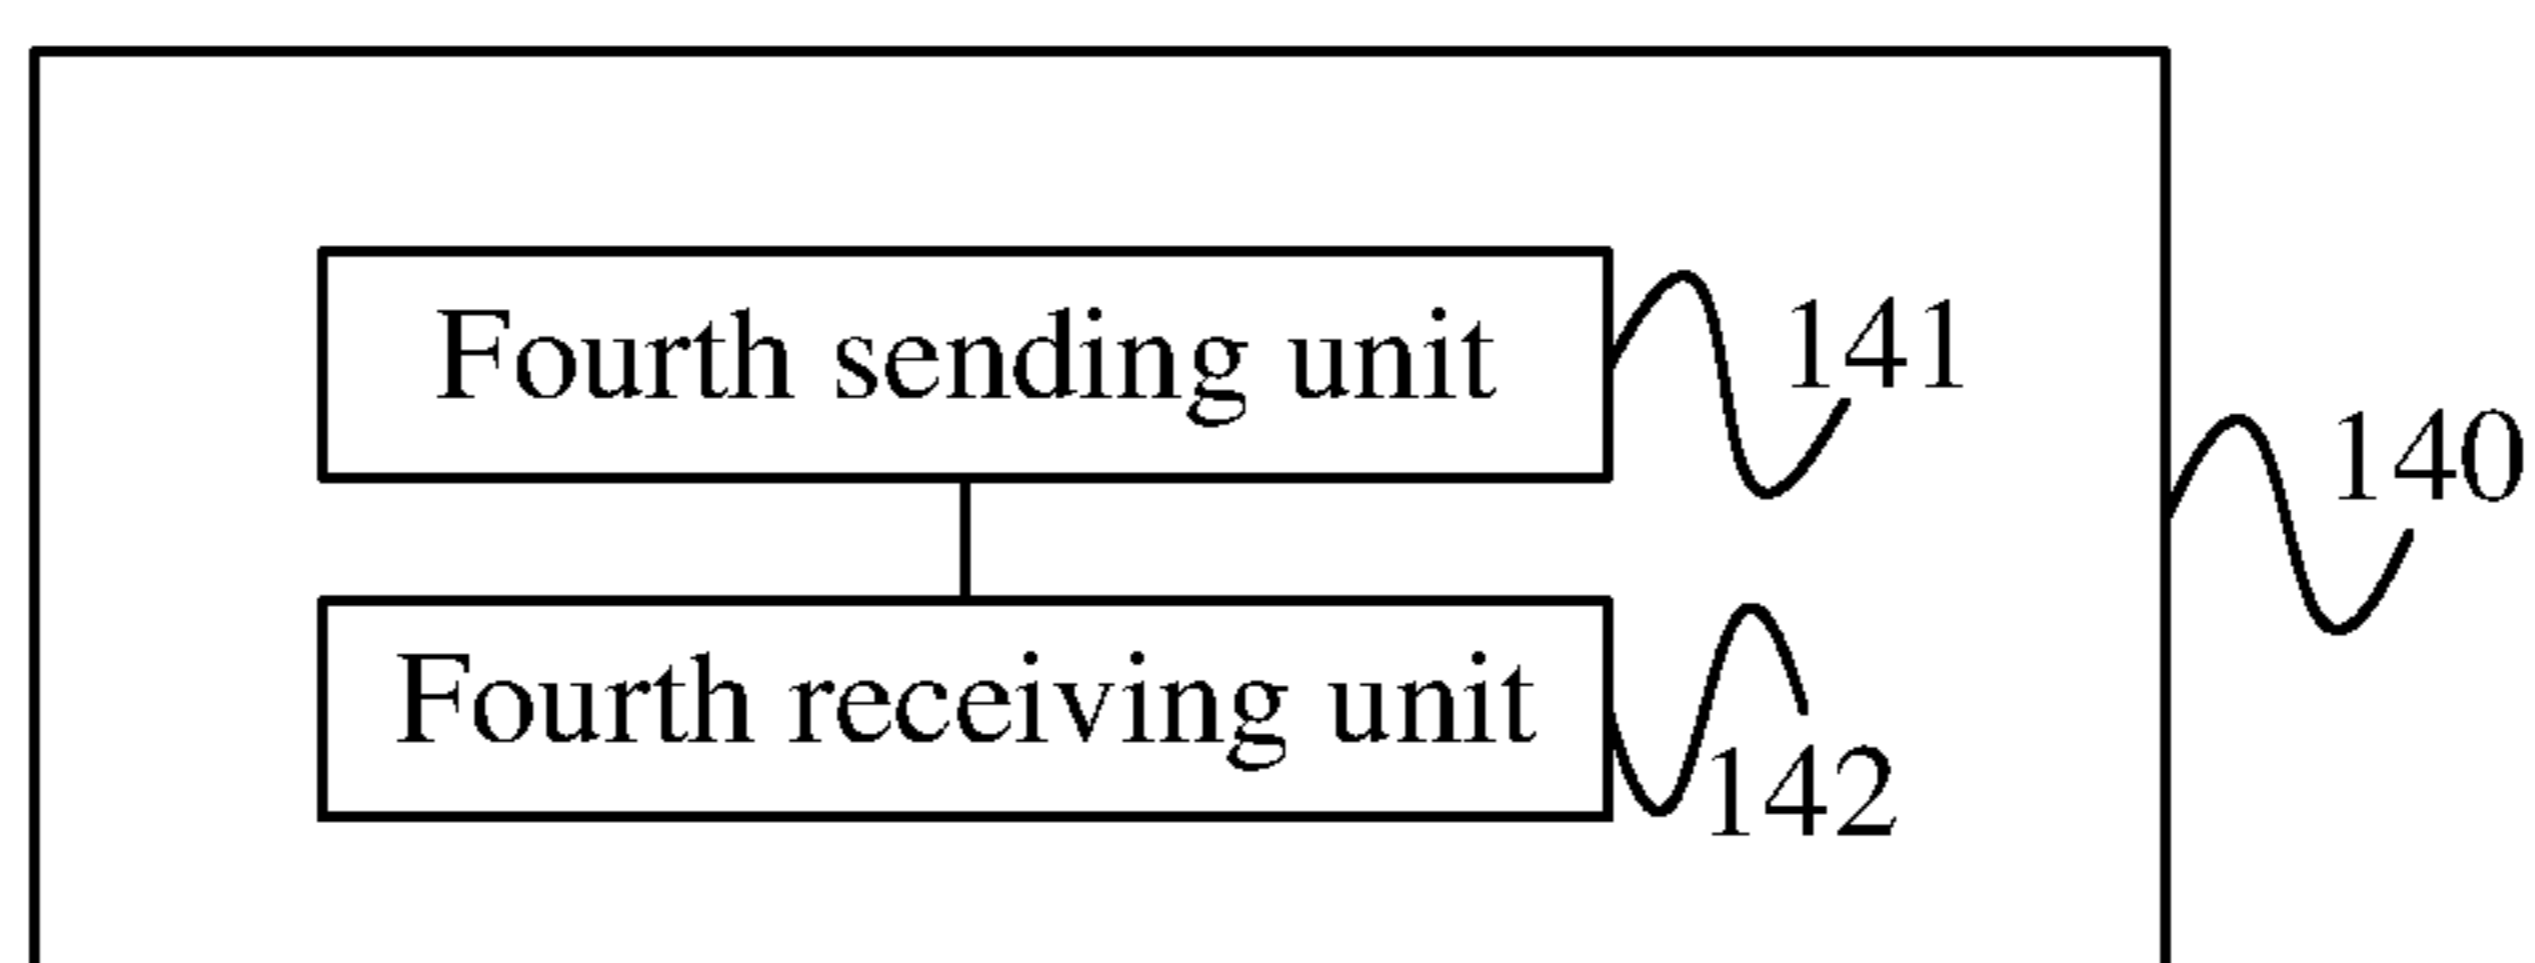 Fourth sending unit
141
140
Fourth receiving unit
142